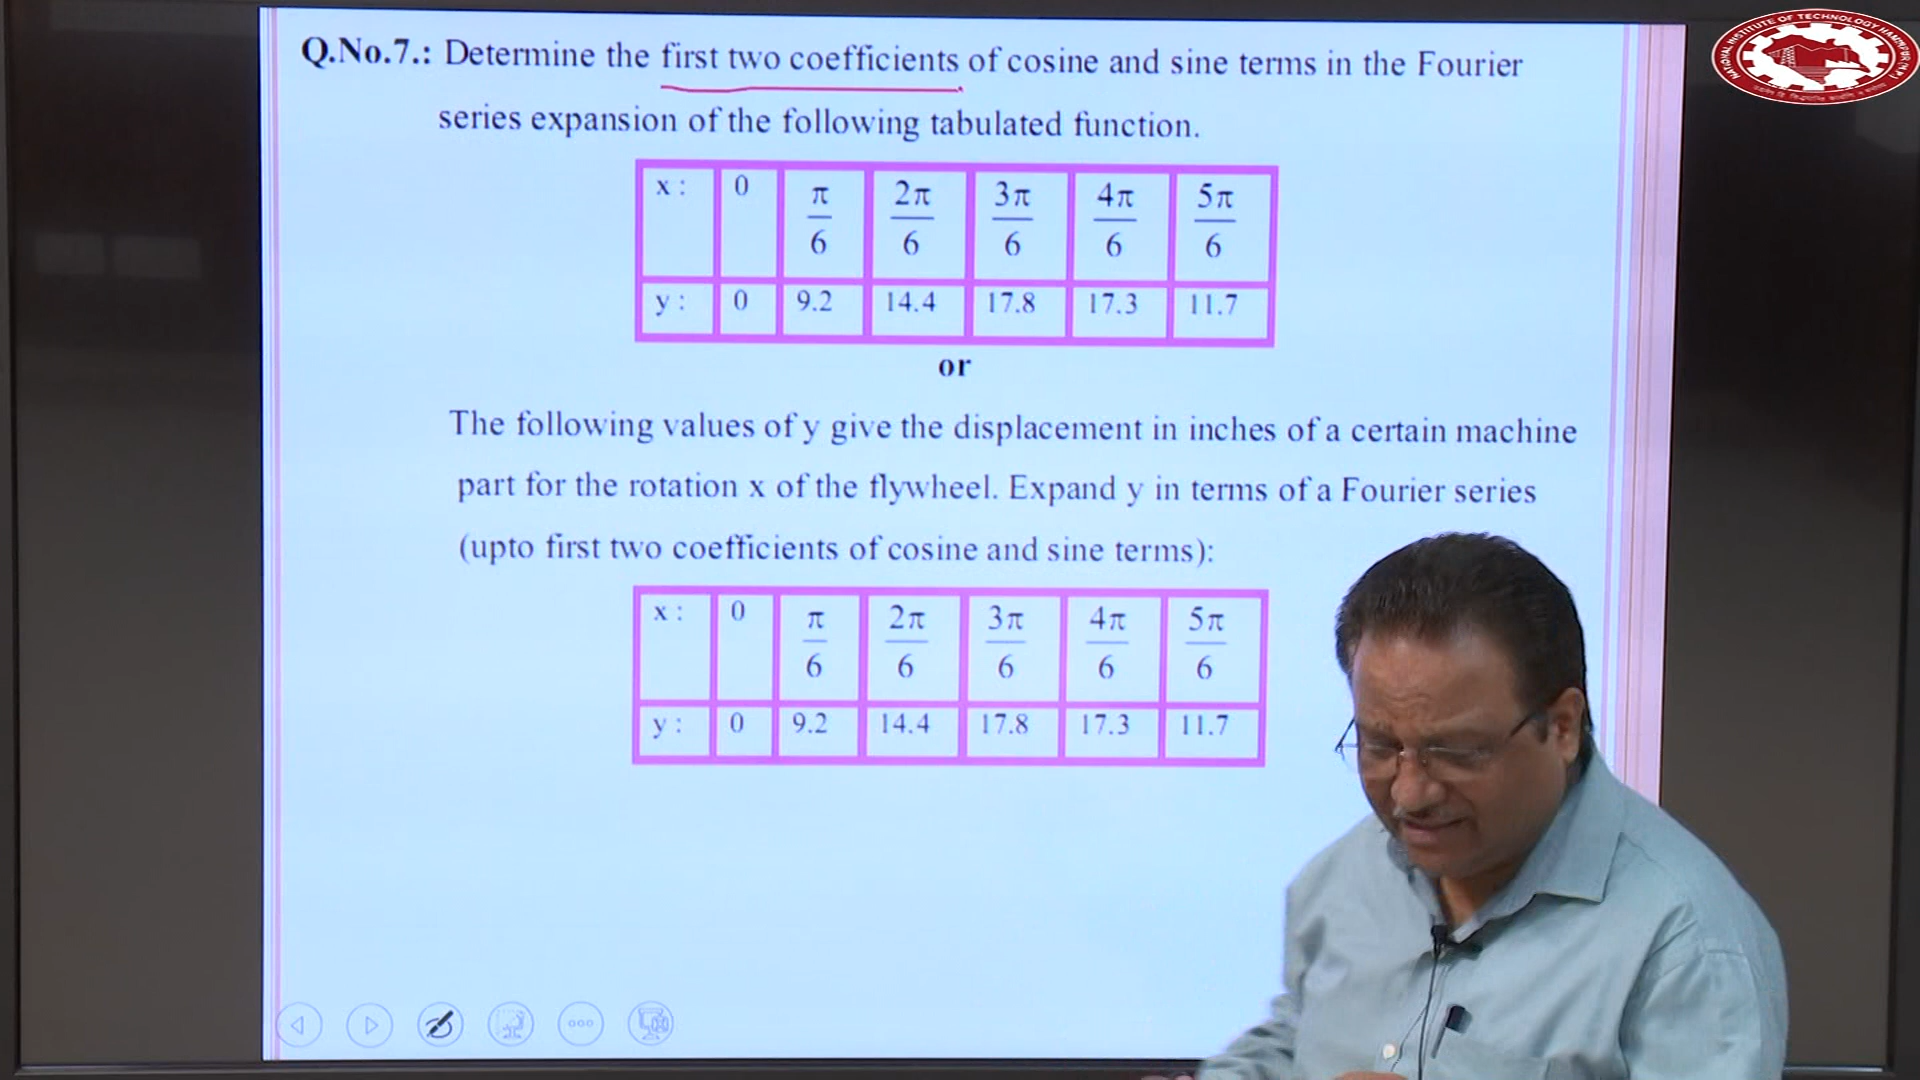 Q.No.7.: Determine the first two coefficients of cosine and sine terms in the Fourier
series expansion of the following tabulated function.
x : 0 π/6 2π/6 3π/6 4π/6 5π/6
y : 0 9.2 14.4 17.8 17.3 11.7
or
The following values of y give the displacement in inches of a certain machine
part for the rotation x of the flywheel. Expand y in terms of a Fourier series
(upto first two coefficients of cosine and sine terms):
x : 0 π/6 2π/6 3π/6 4π/6 5π/6
y : 0 9.2 14.4 17.8 17.3 11.7
NATIONAL INSTITUTE OF TECHNOLOGY HAMIRPUR (H.P.)